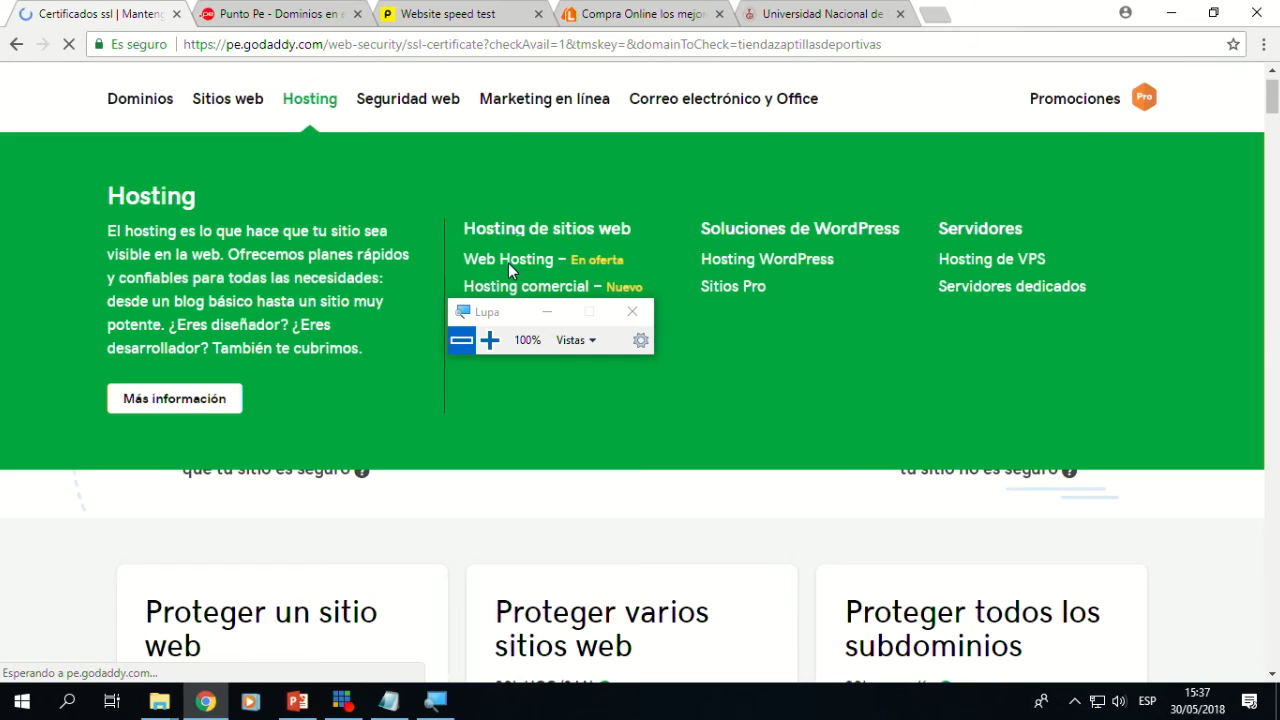 Certificados ssl | Manteng
Punto Pe - Dominios en e
Website speed test
Compra Online los mejor
Universidad Nacional de
Es seguro
https://pe.godaddy.com/web-security/ssl-certificate?checkAvail=1&tmskey=&domainToCheck=tiendazaptillasdeportivas
Dominios Sitios web Hosting Seguridad web Marketing en línea Correo electrónico y Office Promociones Pro
Hosting
El hosting es lo que hace que tu sitio sea
visible en la web. Ofrecemos planes rápidos
y confiables para todas las necesidades:
desde un blog básico hasta un sitio muy
potente. ¿Eres diseñador? ¿Eres
desarrollador? También te cubrimos.
Más información
Hosting de sitios web
Web Hosting – En oferta
Hosting comercial – Nuevo
Soluciones de WordPress
Hosting WordPress
Sitios Pro
Servidores
Hosting de VPS
Servidores dedicados
Lupa
100% Vistas
que tu sitio es seguro ?
tu sitio no es seguro ?
Proteger un sitio
web
Proteger varios
sitios web
Proteger todos los
subdominios
Esperando a pe.godaddy.com...
ESP
15:37
30/05/2018